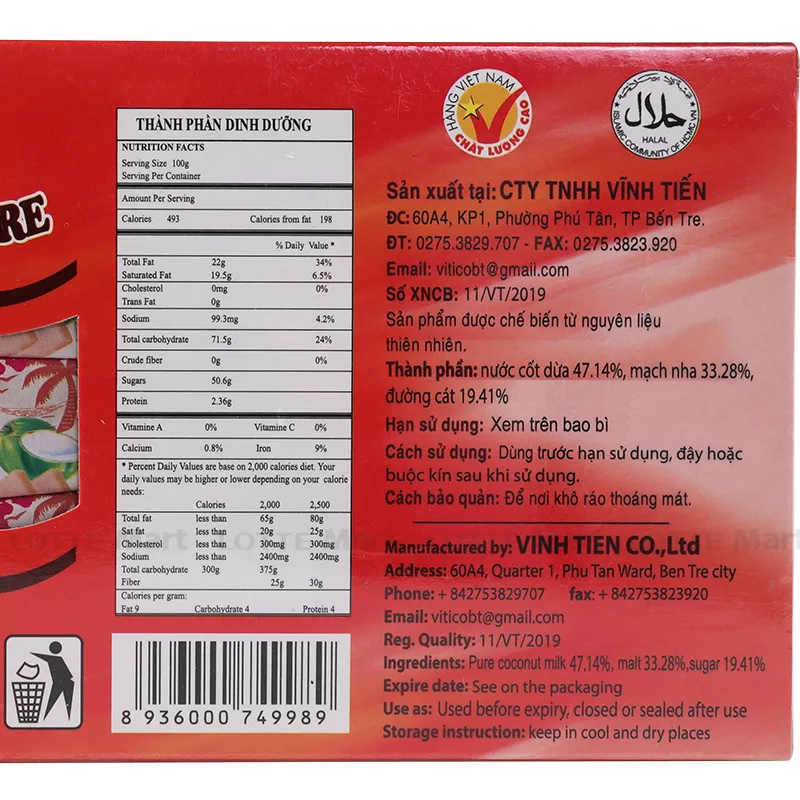 RE
THÀNH PHẦN DINH DƯỠNG
NUTRITION FACTS
Serving Size 100g
Serving Per Container
Amount Per Serving
Calories 493 Calories from fat 198
% Daily Value *
Total Fat 22g 34%
Saturated Fat 19.5g 6.5%
Cholesterol 0mg 0%
Trans Fat 0g
Sodium 99.3mg 4.2%
Total carbohydrate 71.5g 24%
Crude fiber 0g 0%
Sugars 50.6g
Protein 2.36g
Vitamine A 0% Vitamine C 0%
Calcium 0.8% Iron 9%
* Percent Daily Values are base on 2,000 calories diet. Your
daily values may be higher or lower depending on your calorie
needs:
Calories 2,000 2,500
Total fat less than 65g 80g
Sat fat less than 20g 25g
Cholesterol less than 300mg 300mg
Sodium less than 2400mg 2400mg
Total carbohydrate 300g 375g
Fiber 25g 30g
Calories per gram:
Fat 9 Carbohydrate 4 Protein 4
8 936000 749989
HÀNG VIỆT NAM
CHẤT LƯỢNG CAO
حلال
HALAL
ISLAMIC COMMUNITY OF HCMC VN
Sản xuất tại: CTY TNHH VĨNH TIẾN
ĐC: 60A4, KP1, Phường Phú Tân, TP Bến Tre.
ĐT: 0275.3829.707 - FAX: 0275.3823.920
Email: viticobt@gmail.com
Số XNCB: 11/VT/2019
Sản phẩm được chế biến từ nguyên liệu
thiên nhiên.
Thành phần: nước cốt dừa 47.14%, mạch nha 33.28%,
đường cát 19.41%
Hạn sử dụng: Xem trên bao bì
Cách sử dụng: Dùng trước hạn sử dụng, đậy hoặc
buộc kín sau khi sử dụng.
Cách bảo quản: Để nơi khô ráo thoáng mát.
LOTTE Mart LOTTE Mart LOTTE Mart
Manufactured by: VINH TIEN CO.,Ltd
Address: 60A4, Quarter 1, Phu Tan Ward, Ben Tre city
Phone: + 842753829707 fax: + 842753823920
Email: viticobt@gmail.com
Reg. Quality: 11/VT/2019
Ingredients: Pure coconut milk 47.14%, malt 33.28%,sugar 19.41%
Expire date: See on the packaging
Use as: Used before expiry, closed or sealed after use
Storage instruction: keep in cool and dry places